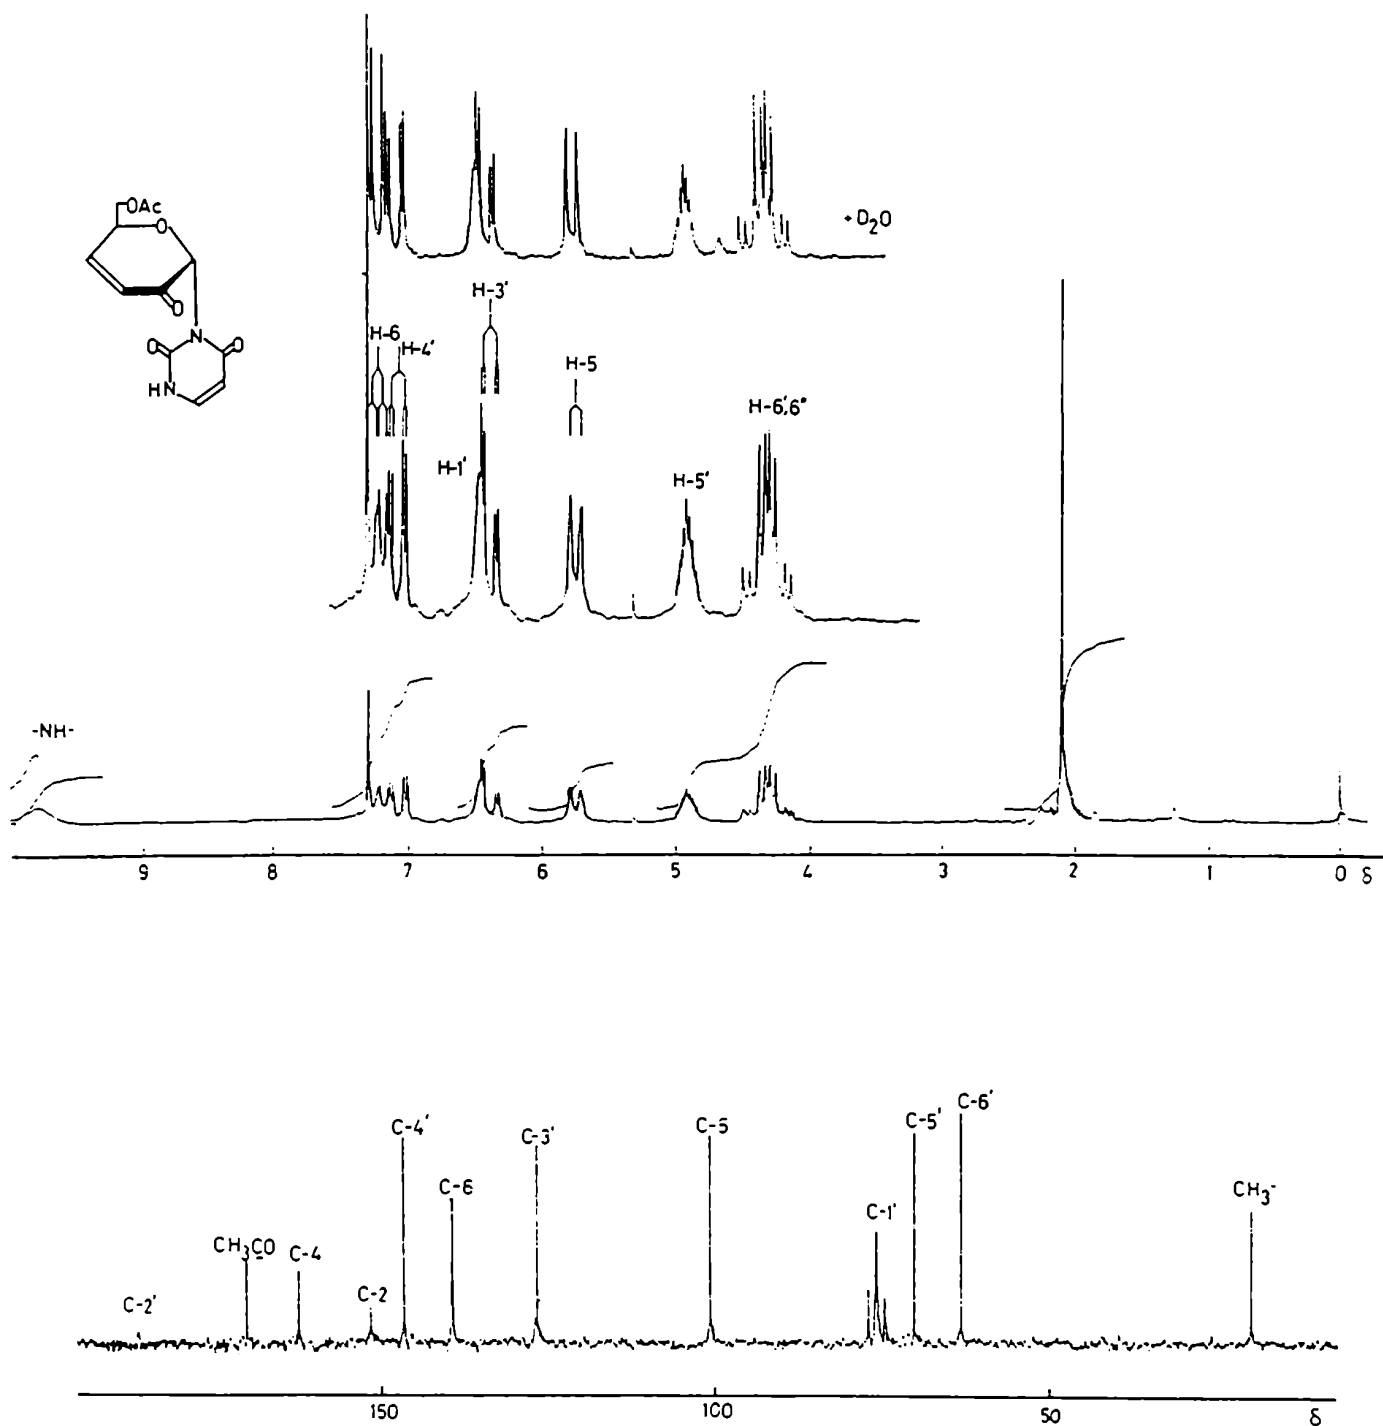 +D₂O
OAc
O
O
N
O
O
HN
H-3'
H-6
H-4'
H-5
H-6',6"
H-1'
H-5'
-NH-
9 8 7 6 5 4 3 2 1 0 δ
C-6'
C-4'
C-3'
C-5
C-5'
C-6
CH₃-
C-1'
CH₃CO
C-4
C-2
C-2'
150 100 50 δ